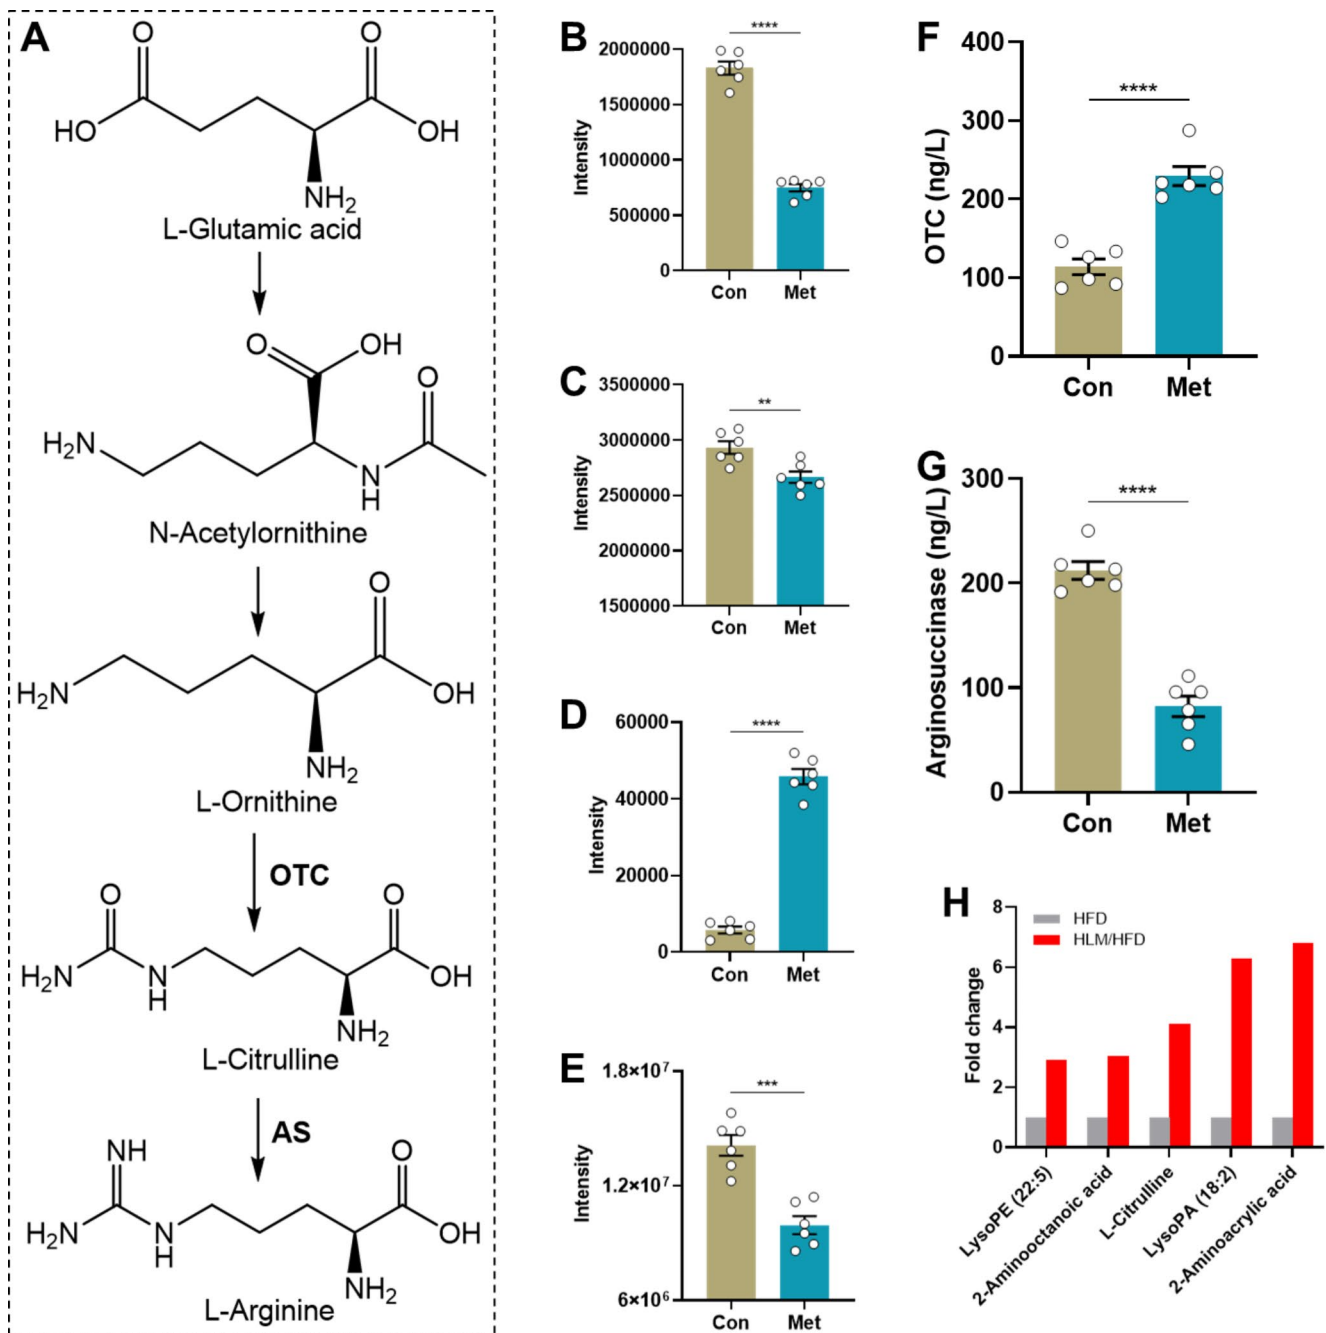 A
O
O
HO
OH
NH2
L-Glutamic acid
O
OH
O
H2N
N
H
N-Acetylornithine
O
H2N
OH
NH2
L-Ornithine
OTC
O
O
H2N
N
H
OH
NH2
L-Citrulline
AS
NH
O
H2N
N
H
OH
NH2
L-Arginine
B
****
2000000
1500000
1000000
500000
0
Intensity
Con Met
C
**
3500000
3000000
2500000
2000000
1500000
Intensity
Con Met
D
****
60000
40000
20000
0
Intensity
Con Met
E
***
1.8×10⁷
1.2×10⁷
6×10⁶
Intensity
Con Met
F
****
400
300
200
100
0
OTC (ng/L)
Con Met
G
****
300
200
100
0
Arginosuccinase (ng/L)
Con Met
H
HFD
HLM/HFD
8
6
4
2
0
Fold change
LysoPE (22:5)
2-Aminooctanoic acid
L-Citrulline
LysoPA (18:2)
2-Aminoacrylic acid